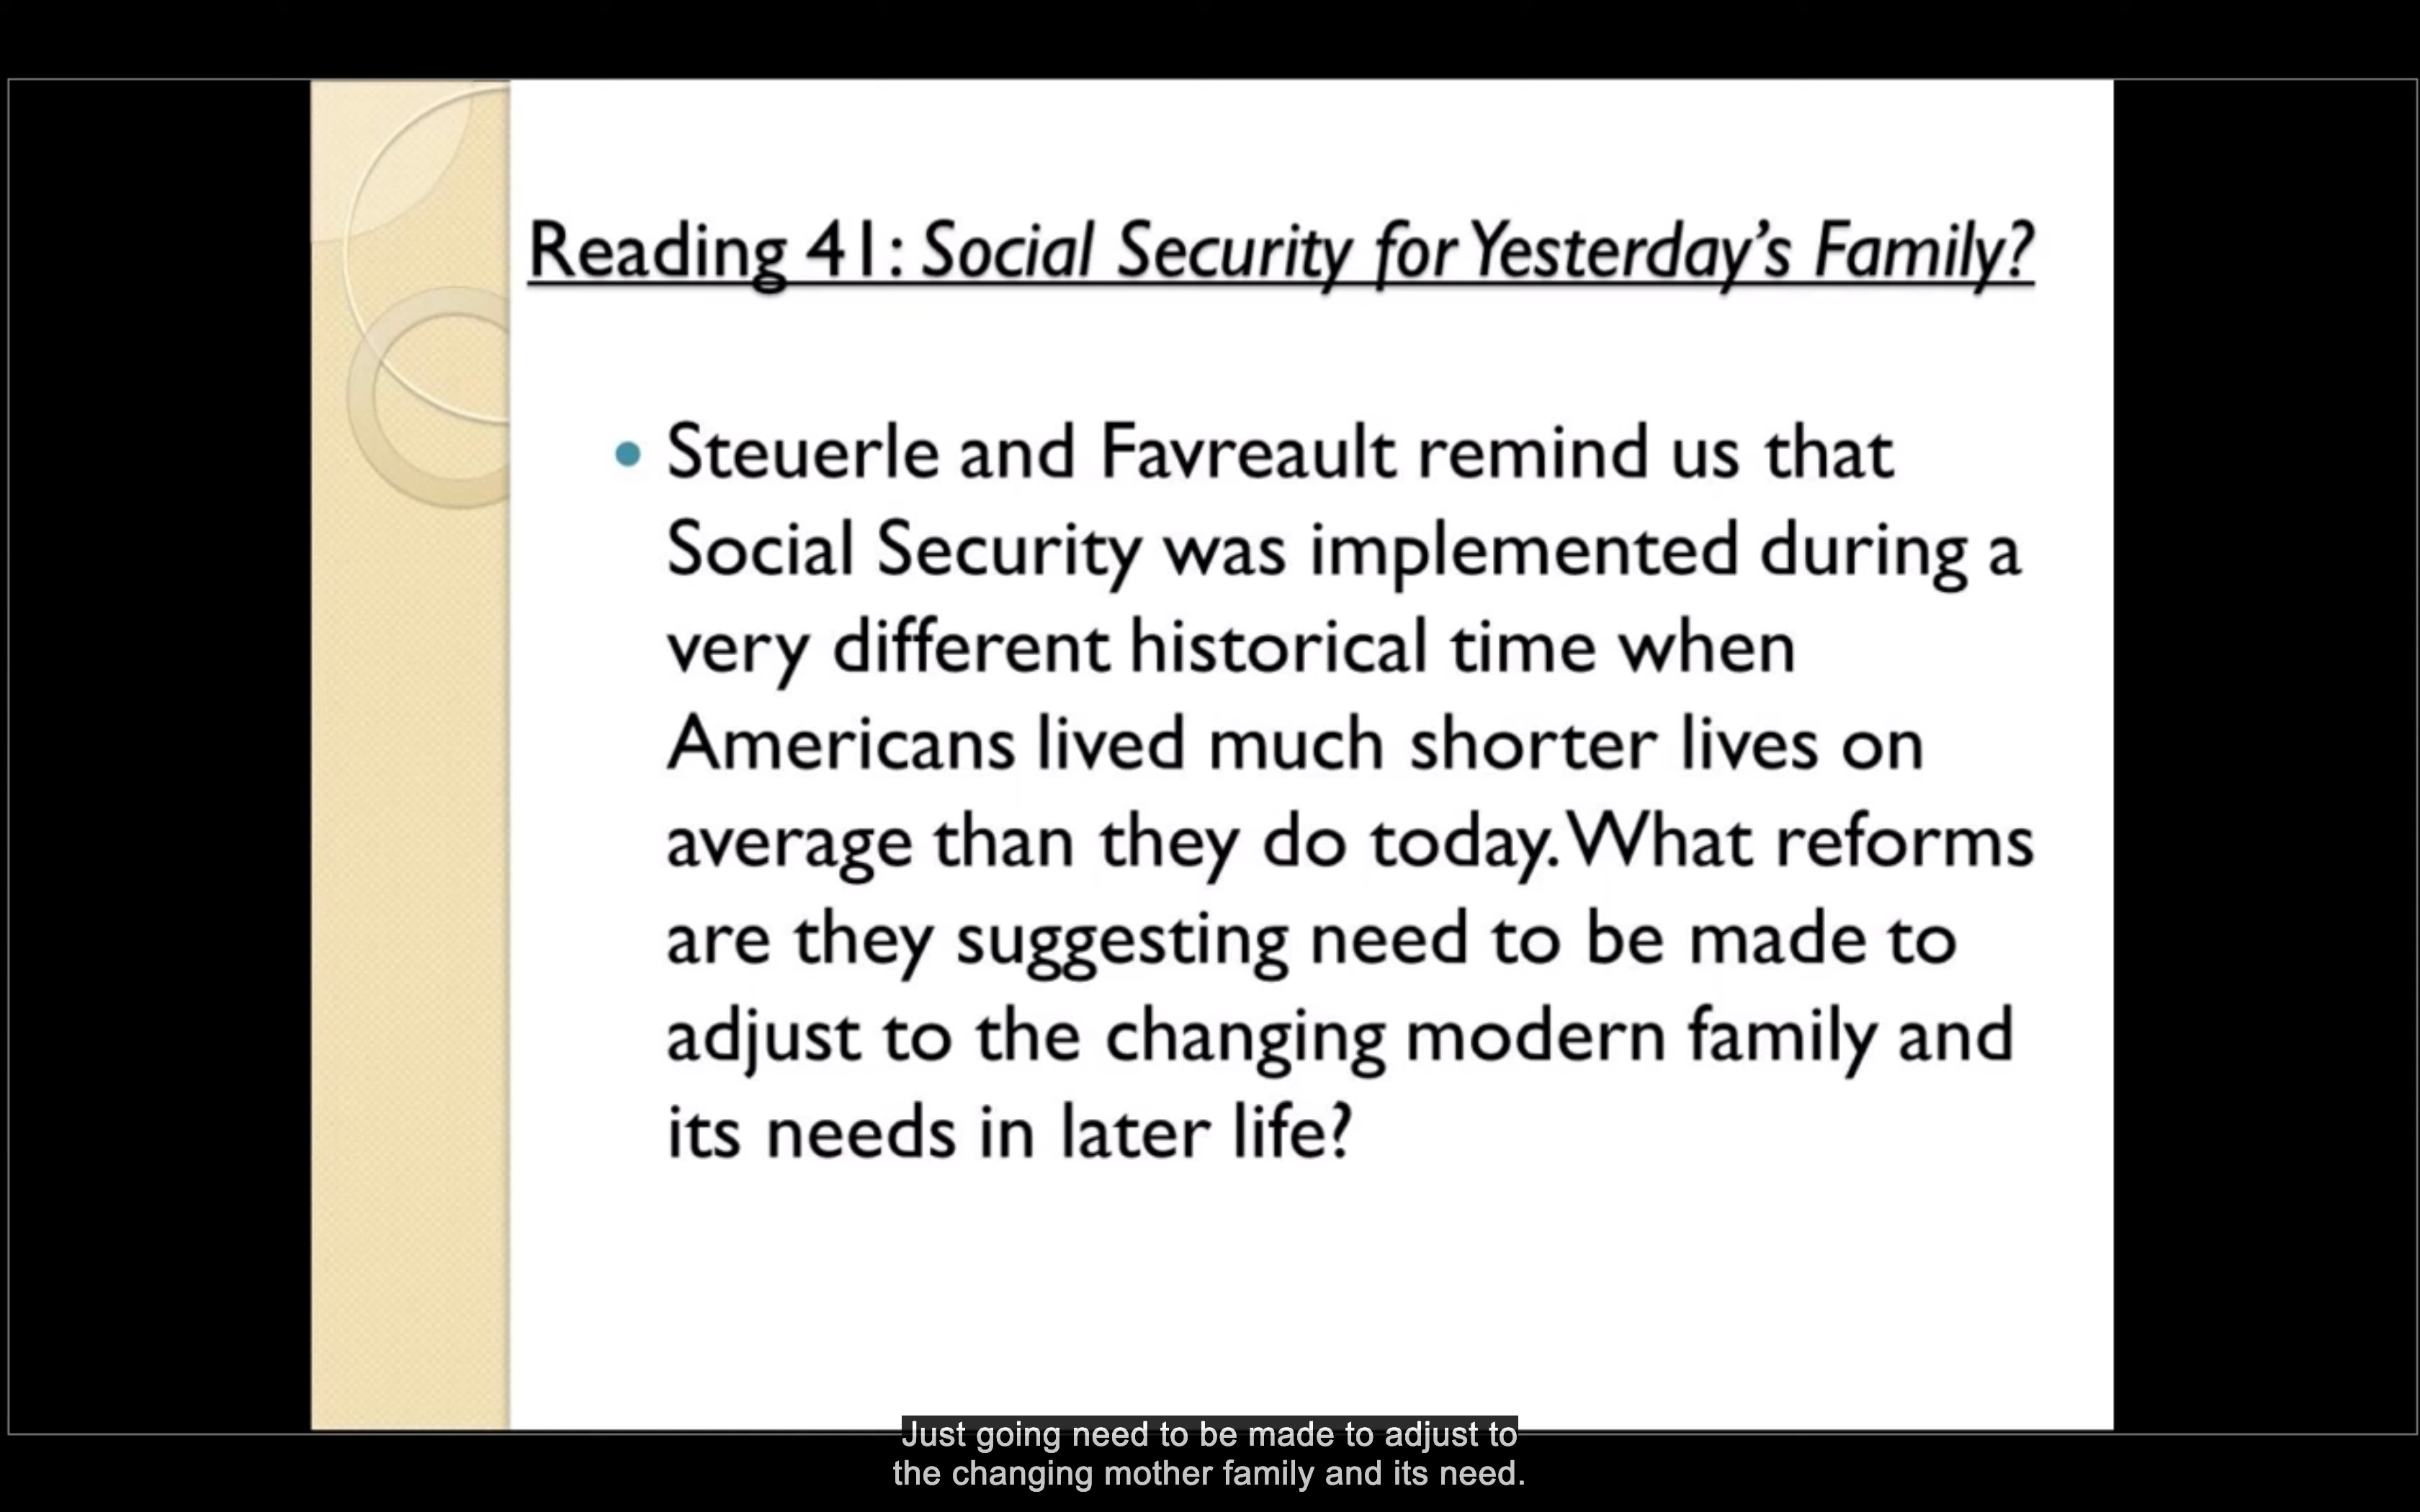 Reading 41: Social Security for Yesterday's Family?
• Steuerle and Favreault remind us that
Social Security was implemented during a
very different historical time when
Americans lived much shorter lives on
average than they do today. What reforms
are they suggesting need to be made to
adjust to the changing modern family and
its needs in later life?
Just going need to be made to adjust to
the changing mother family and its need.